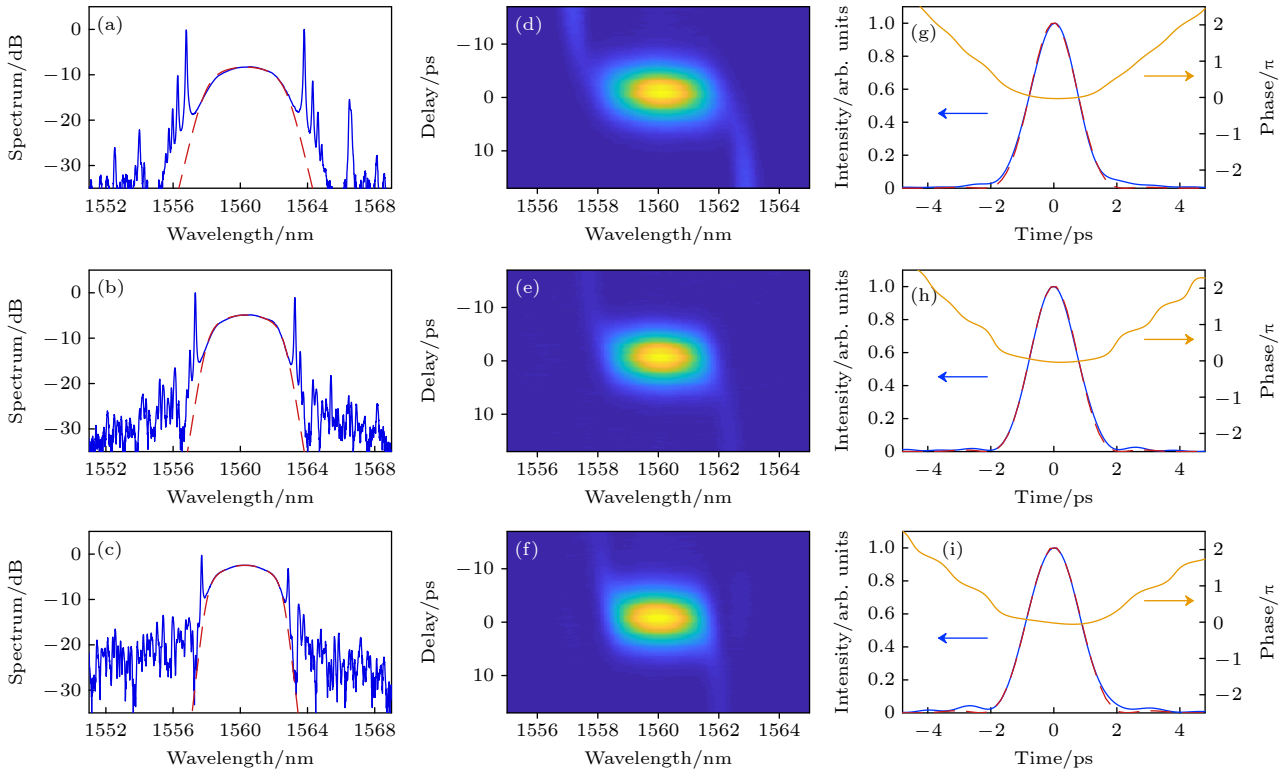 (a)
Spectrum/dB
0
−10
−20
−30
1552 1556 1560 1564 1568
Wavelength/nm
(d)
Delay/ps
−10
0
10
1556 1558 1560 1562 1564
Wavelength/nm
(g)
Intensity/arb. units
1.0
0.8
0.6
0.4
0.2
0
−4 −2 0 2 4
Time/ps
2
1
0
−1
−2
Phase/π
(b)
Spectrum/dB
0
−10
−20
−30
1552 1556 1560 1564 1568
Wavelength/nm
(e)
Delay/ps
−10
0
10
1556 1558 1560 1562 1564
Wavelength/nm
(h)
Intensity/arb. units
1.0
0.8
0.6
0.4
0.2
0
−4 −2 0 2 4
Time/ps
2
1
0
−1
−2
Phase/π
(c)
Spectrum/dB
0
−10
−20
−30
1552 1556 1560 1564 1568
Wavelength/nm
(f)
Delay/ps
−10
0
10
1556 1558 1560 1562 1564
Wavelength/nm
(i)
Intensity/arb. units
1.0
0.8
0.6
0.4
0.2
0
−4 −2 0 2 4
Time/ps
2
1
0
−1
−2
Phase/π